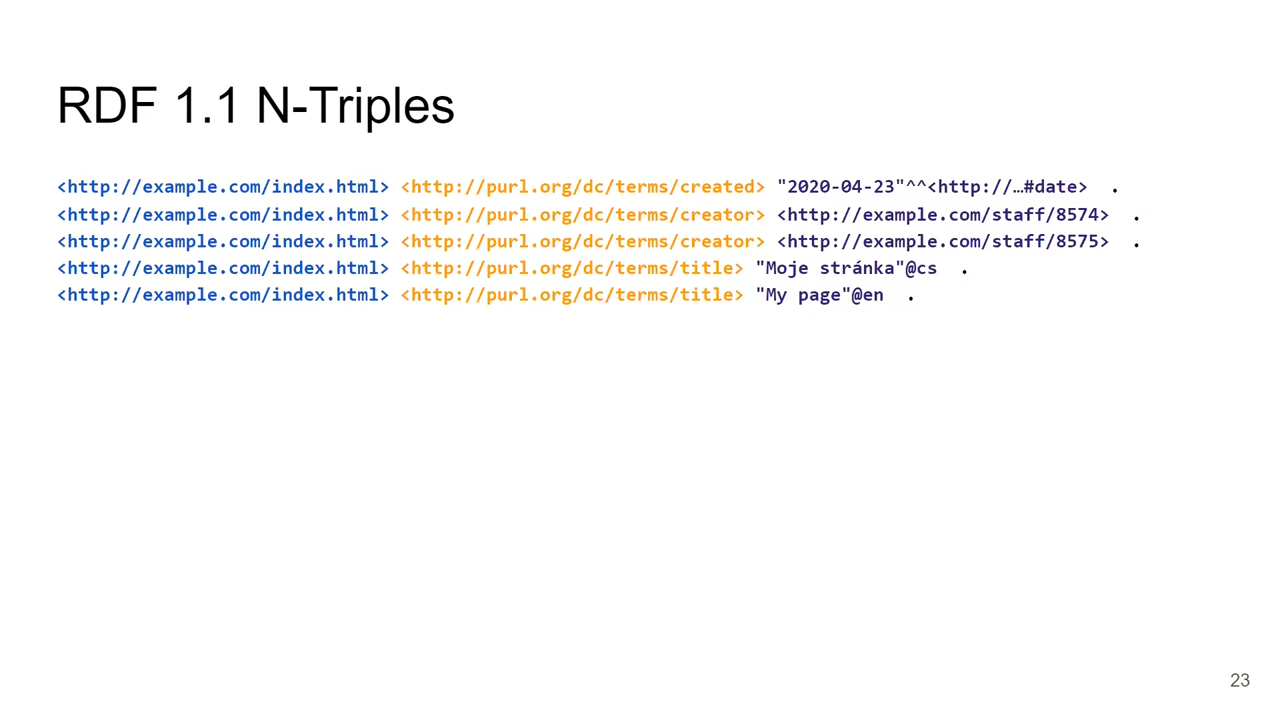 RDF 1.1 N-Triples
<http://example.com/index.html> <http://purl.org/dc/terms/created> "2020-04-23"^^<http://…#date> .
<http://example.com/index.html> <http://purl.org/dc/terms/creator> <http://example.com/staff/8574> .
<http://example.com/index.html> <http://purl.org/dc/terms/creator> <http://example.com/staff/8575> .
<http://example.com/index.html> <http://purl.org/dc/terms/title> "Moje stránka"@cs .
<http://example.com/index.html> <http://purl.org/dc/terms/title> "My page"@en .
23